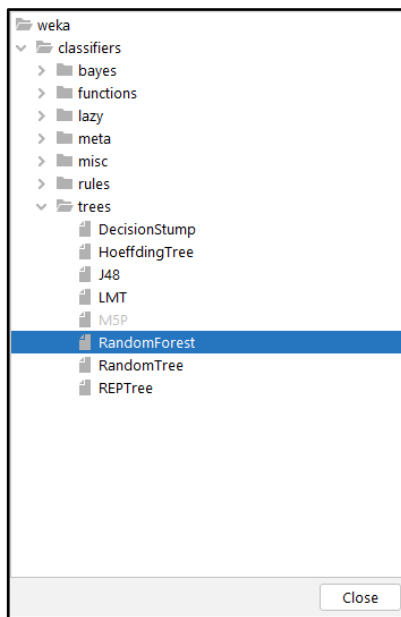 weka
classifiers
bayes
functions
lazy
meta
misc
rules
trees
DecisionStump
HoeffdingTree
J48
LMT
M5P
RandomForest
RandomTree
REPTree
Close